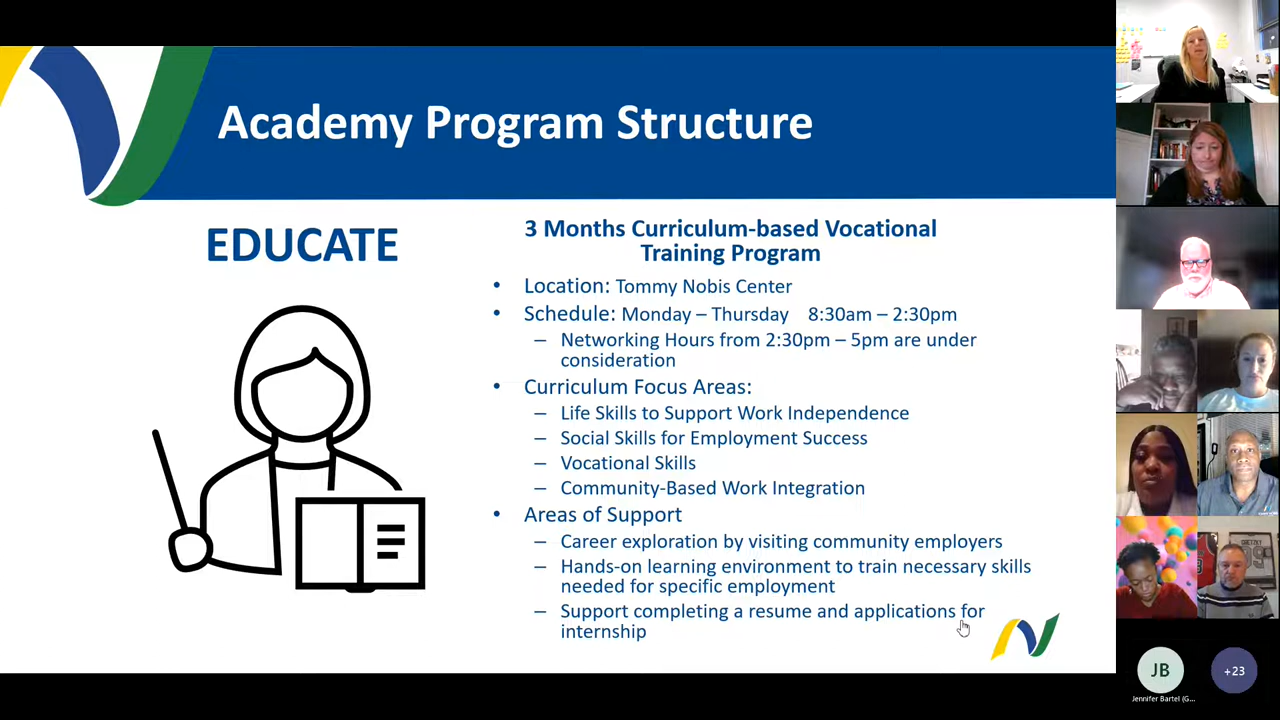 Academy Program Structure
EDUCATE
3 Months Curriculum-based Vocational
Training Program
• Location: Tommy Nobis Center
• Schedule: Monday – Thursday 8:30am – 2:30pm
– Networking Hours from 2:30pm – 5pm are under
consideration
• Curriculum Focus Areas:
– Life Skills to Support Work Independence
– Social Skills for Employment Success
– Vocational Skills
– Community-Based Work Integration
• Areas of Support
– Career exploration by visiting community employers
– Hands-on learning environment to train necessary skills
needed for specific employment
– Support completing a resume and applications for
internship
GRETZKY
99
JB
+23
Jennifer Bartel (G...